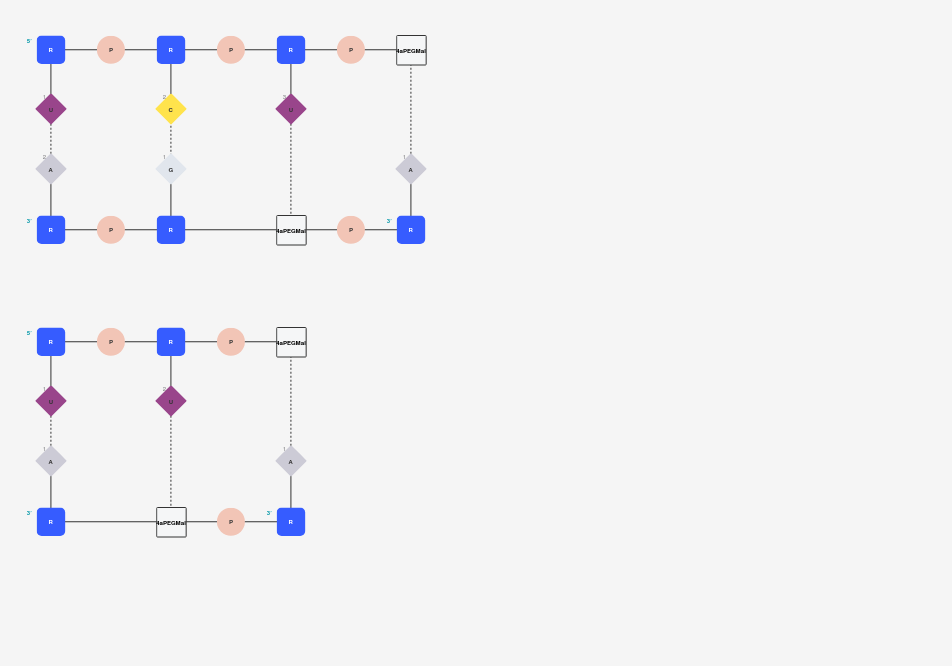 5'
R P R P R P 4aPEGMal
1 U 2 C 3 U
2 A 1 G 1 A
3' R P R 4aPEGMal P 3' R
5'
R P R P 4aPEGMal
1 U 2 U
1 A 1 A
3' R 4aPEGMal P 3' R